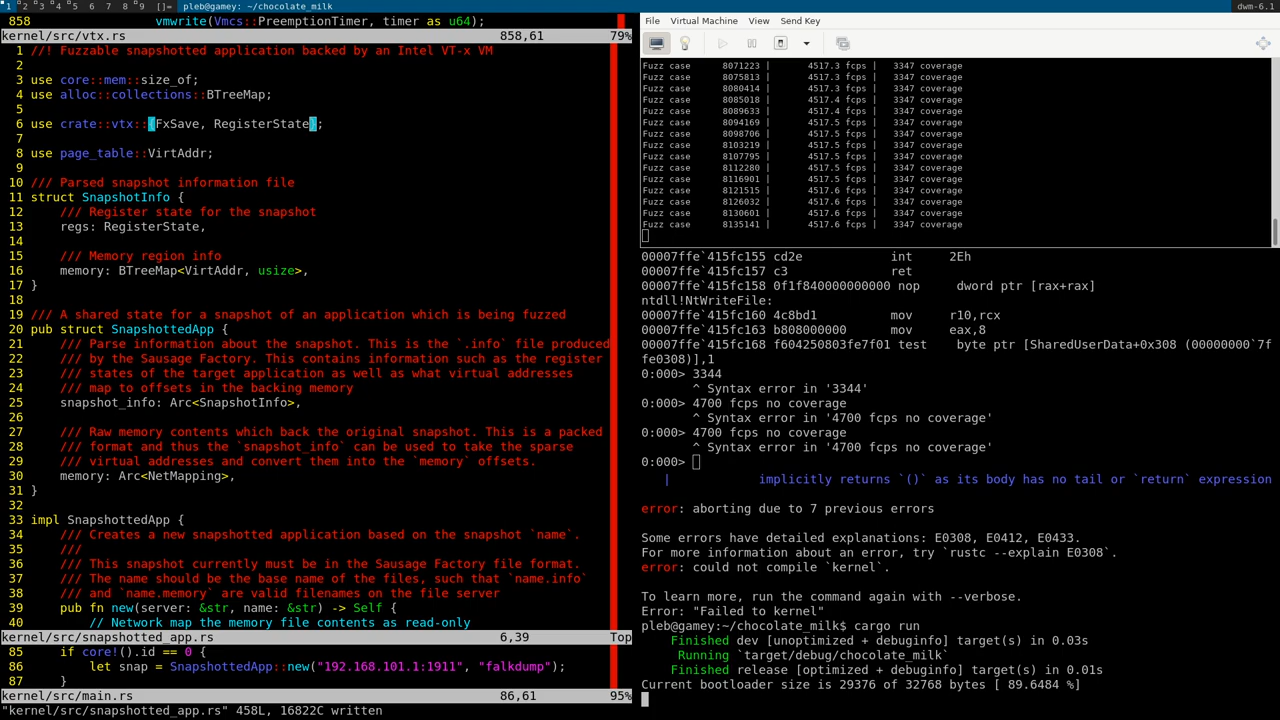 1 2 3 4 5 6 7 8 9 []= pleb@gamey: ~/chocolate_milk dwm-6.1
858 vmwrite(Vmcs::PreemptionTimer, timer as u64);
kernel/src/vtx.rs 858,61 79%
1 //! Fuzzable snapshotted application backed by an Intel VT-x VM
2
3 use core::mem::size_of;
4 use alloc::collections::BTreeMap;
5
6 use crate::vtx::{FxSave, RegisterState};
7
8 use page_table::VirtAddr;
9
10 /// Parsed snapshot information file
11 struct SnapshotInfo {
12 /// Register state for the snapshot
13 regs: RegisterState,
14
15 /// Memory region info
16 memory: BTreeMap<VirtAddr, usize>,
17 }
18
19 /// A shared state for a snapshot of an application which is being fuzzed
20 pub struct SnapshottedApp {
21 /// Parse information about the snapshot. This is the `.info` file produced
22 /// by the Sausage Factory. This contains information such as the register
23 /// states of the target application as well as what virtual addresses
24 /// map to offsets in the backing memory
25 snapshot_info: Arc<SnapshotInfo>,
26
27 /// Raw memory contents which back the original snapshot. This is a packed
28 /// format and thus the `snapshot_info` can be used to take the sparse
29 /// virtual addresses and convert them into the `memory` offsets.
30 memory: Arc<NetMapping>,
31 }
32
33 impl SnapshottedApp {
34 /// Creates a new snapshotted application based on the snapshot `name`.
35 ///
36 /// This snapshot currently must be in the Sausage Factory file format.
37 /// The name should be the base name of the files, such that `name.info`
38 /// and `name.memory` are valid filenames on the file server
39 pub fn new(server: &str, name: &str) -> Self {
40 // Network map the memory file contents as read-only
kernel/src/snapshotted_app.rs 6,39 Top
85 if core!().id == 0 {
86 let snap = SnapshottedApp::new("192.168.101.1:1911", "falkdump");
87 }
kernel/src/main.rs 86,61 95%
"kernel/src/snapshotted_app.rs" 458L, 16822C written
File Virtual Machine View Send Key
Fuzz case 8071223 | 4517.3 fcps | 3347 coverage
Fuzz case 8075813 | 4517.3 fcps | 3347 coverage
Fuzz case 8080414 | 4517.3 fcps | 3347 coverage
Fuzz case 8085018 | 4517.4 fcps | 3347 coverage
Fuzz case 8089633 | 4517.4 fcps | 3347 coverage
Fuzz case 8094169 | 4517.5 fcps | 3347 coverage
Fuzz case 8098706 | 4517.5 fcps | 3347 coverage
Fuzz case 8103219 | 4517.5 fcps | 3347 coverage
Fuzz case 8107795 | 4517.5 fcps | 3347 coverage
Fuzz case 8112280 | 4517.5 fcps | 3347 coverage
Fuzz case 8116901 | 4517.5 fcps | 3347 coverage
Fuzz case 8121515 | 4517.6 fcps | 3347 coverage
Fuzz case 8126032 | 4517.6 fcps | 3347 coverage
Fuzz case 8130601 | 4517.6 fcps | 3347 coverage
Fuzz case 8135141 | 4517.6 fcps | 3347 coverage
00007ffe`415fc155 cd2e int 2Eh
00007ffe`415fc157 c3 ret
00007ffe`415fc158 0f1f840000000000 nop dword ptr [rax+rax]
ntdll!NtWriteFile:
00007ffe`415fc160 4c8bd1 mov r10,rcx
00007ffe`415fc163 b808000000 mov eax,8
00007ffe`415fc168 f604250803fe7f01 test byte ptr [SharedUserData+0x308 (00000000`7f
fe0308)],1
0:000> 3344
^ Syntax error in '3344'
0:000> 4700 fcps no coverage
^ Syntax error in '4700 fcps no coverage'
0:000> 4700 fcps no coverage
^ Syntax error in '4700 fcps no coverage'
0:000>
| implicitly returns `()` as its body has no tail or `return` expression
error: aborting due to 7 previous errors
Some errors have detailed explanations: E0308, E0412, E0433.
For more information about an error, try `rustc --explain E0308`.
error: could not compile `kernel`.
To learn more, run the command again with --verbose.
Error: "Failed to kernel"
pleb@gamey:~/chocolate_milk$ cargo run
Finished dev [unoptimized + debuginfo] target(s) in 0.03s
Running `target/debug/chocolate_milk`
Finished release [optimized + debuginfo] target(s) in 0.01s
Current bootloader size is 29376 of 32768 bytes [ 89.6484 %]